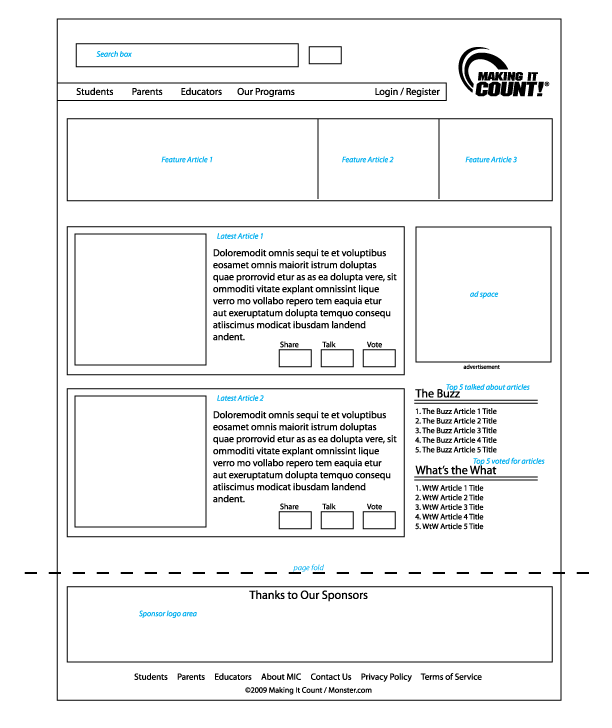 Search box
MAKING IT
COUNT!®
Students Parents Educators Our Programs Login / Register
Feature Article 1 Feature Article 2 Feature Article 3
Latest Article 1
Doloremodit omnis sequi te et voluptibus
eosamet omnis maiorit istrum doluptas
quae prorrovid etur as as ea dolupta vere, sit
ommoditi vitate explant omnissint lique
verro mo vollabo repero tem eaquia etur
aut exeruptatum dolupta temquo consequ
atiiscimus modicat ibusdam landend
andent.
Share Talk Vote
ad space
advertisement
Latest Article 2
Doloremodit omnis sequi te et voluptibus
eosamet omnis maiorit istrum doluptas
quae prorrovid etur as as ea dolupta vere, sit
ommoditi vitate explant omnissint lique
verro mo vollabo repero tem eaquia etur
aut exeruptatum dolupta temquo consequ
atiiscimus modicat ibusdam landend
andent.
Share Talk Vote
Top 5 talked about articles
The Buzz
1. The Buzz Article 1 Title
2. The Buzz Article 2 Title
3. The Buzz Article 3 Title
4. The Buzz Article 4 Title
5. The Buzz Article 5 Title
Top 5 voted for articles
What's the What
1. WtW Article 1 Title
2. WtW Article 2 Title
3. WtW Article 3 Title
4. WtW Article 4 Title
5. WtW Article 5 Title
page fold
Thanks to Our Sponsors
Sponsor logo area
Students Parents Educators About MIC Contact Us Privacy Policy Terms of Service
©2009 Making It Count / Monster.com